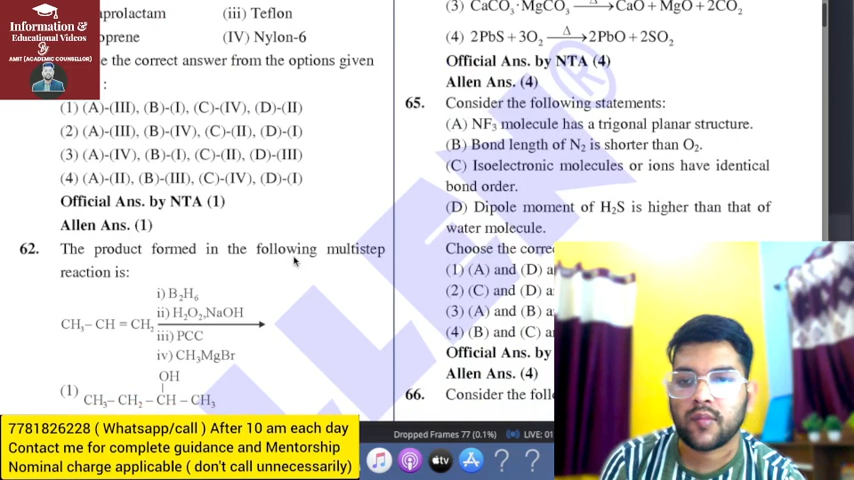 Information &
Educational Videos
By
AMIT (ACADEMIC COUNSELLOR)
aprolactam (iii) Teflon
oprene (IV) Nylon-6
e the correct answer from the options given
:
(1) (A)-(III), (B)-(I), (C)-(IV), (D)-(II)
(2) (A)-(III), (B)-(IV), (C)-(II), (D)-(I)
(3) (A)-(IV), (B)-(I), (C)-(II), (D)-(III)
(4) (A)-(II), (B)-(III), (C)-(IV), (D)-(I)
Official Ans. by NTA (1)
Allen Ans. (1)
62. The product formed in the following multistep
reaction is:
i) B₂H₆
ii) H₂O₂,NaOH
CH₃– CH = CH₂
iii) PCC
iv) CH₃MgBr
OH
(1) CH₃– CH₂ – CH – CH₃
(3) CaCO₃·MgCO₃ —Δ→ CaO + MgO + 2CO₂
(4) 2PbS + 3O₂ —Δ→ 2PbO + 2SO₂
Official Ans. by NTA (4)
Allen Ans. (4)
65. Consider the following statements:
(A) NF₃ molecule has a trigonal planar structure.
(B) Bond length of N₂ is shorter than O₂.
(C) Isoelectronic molecules or ions have identical
bond order.
(D) Dipole moment of H₂S is higher than that of
water molecule.
Choose the corre
(1) (A) and (D) a
(2) (C) and (D) a
(3) (A) and (B) a
(4) (B) and (C) a
Official Ans. by
Allen Ans. (4)
66. Consider the foll
ALLEN®
7781826228 ( Whatsapp/call ) After 10 am each day
Contact me for complete guidance and Mentorship
Nominal charge applicable ( don't call unnecessarily)
Dropped Frames 77 (0.1%) LIVE: 01
tv